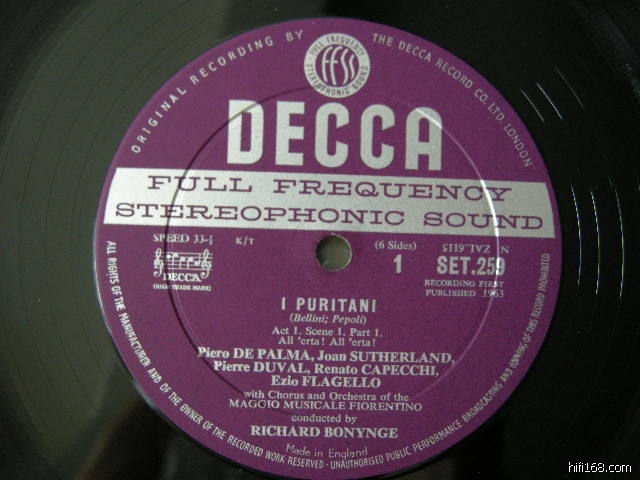 ORIGINAL RECORDING BY THE DECCA RECORD CO. LTD. LONDON
FULL FREQUENCY
ffss
STEREOPHONIC SOUND
DECCA
FULL FREQUENCY
STEREOPHONIC SOUND
SPEED 33-⅓ K/T (6 Sides) ZAL"6115 N
1 SET.259
DECCA
(REGD TRADE MARK)
RECORDING FIRST
PUBLISHED 1963
I PURITANI
(Bellini; Pepoli)
Act 1. Scene 1. Part 1.
All 'erta! All 'erta!
Piero DE PALMA, Joan SUTHERLAND,
Pierre DUVAL, Renato CAPECCHI,
Ezio FLAGELLO
with Chorus and Orchestra of the
MAGGIO MUSICALE FIORENTINO
conducted by
RICHARD BONYNGE
Made in England
ALL RIGHTS OF THE MANUFACTURER AND OF THE OWNER OF THE RECORDED WORK RESERVED - UNAUTHORISED PUBLIC PERFORMANCE BROADCASTING AND COPYING OF THIS RECORD PROHIBITED
hifi168.com